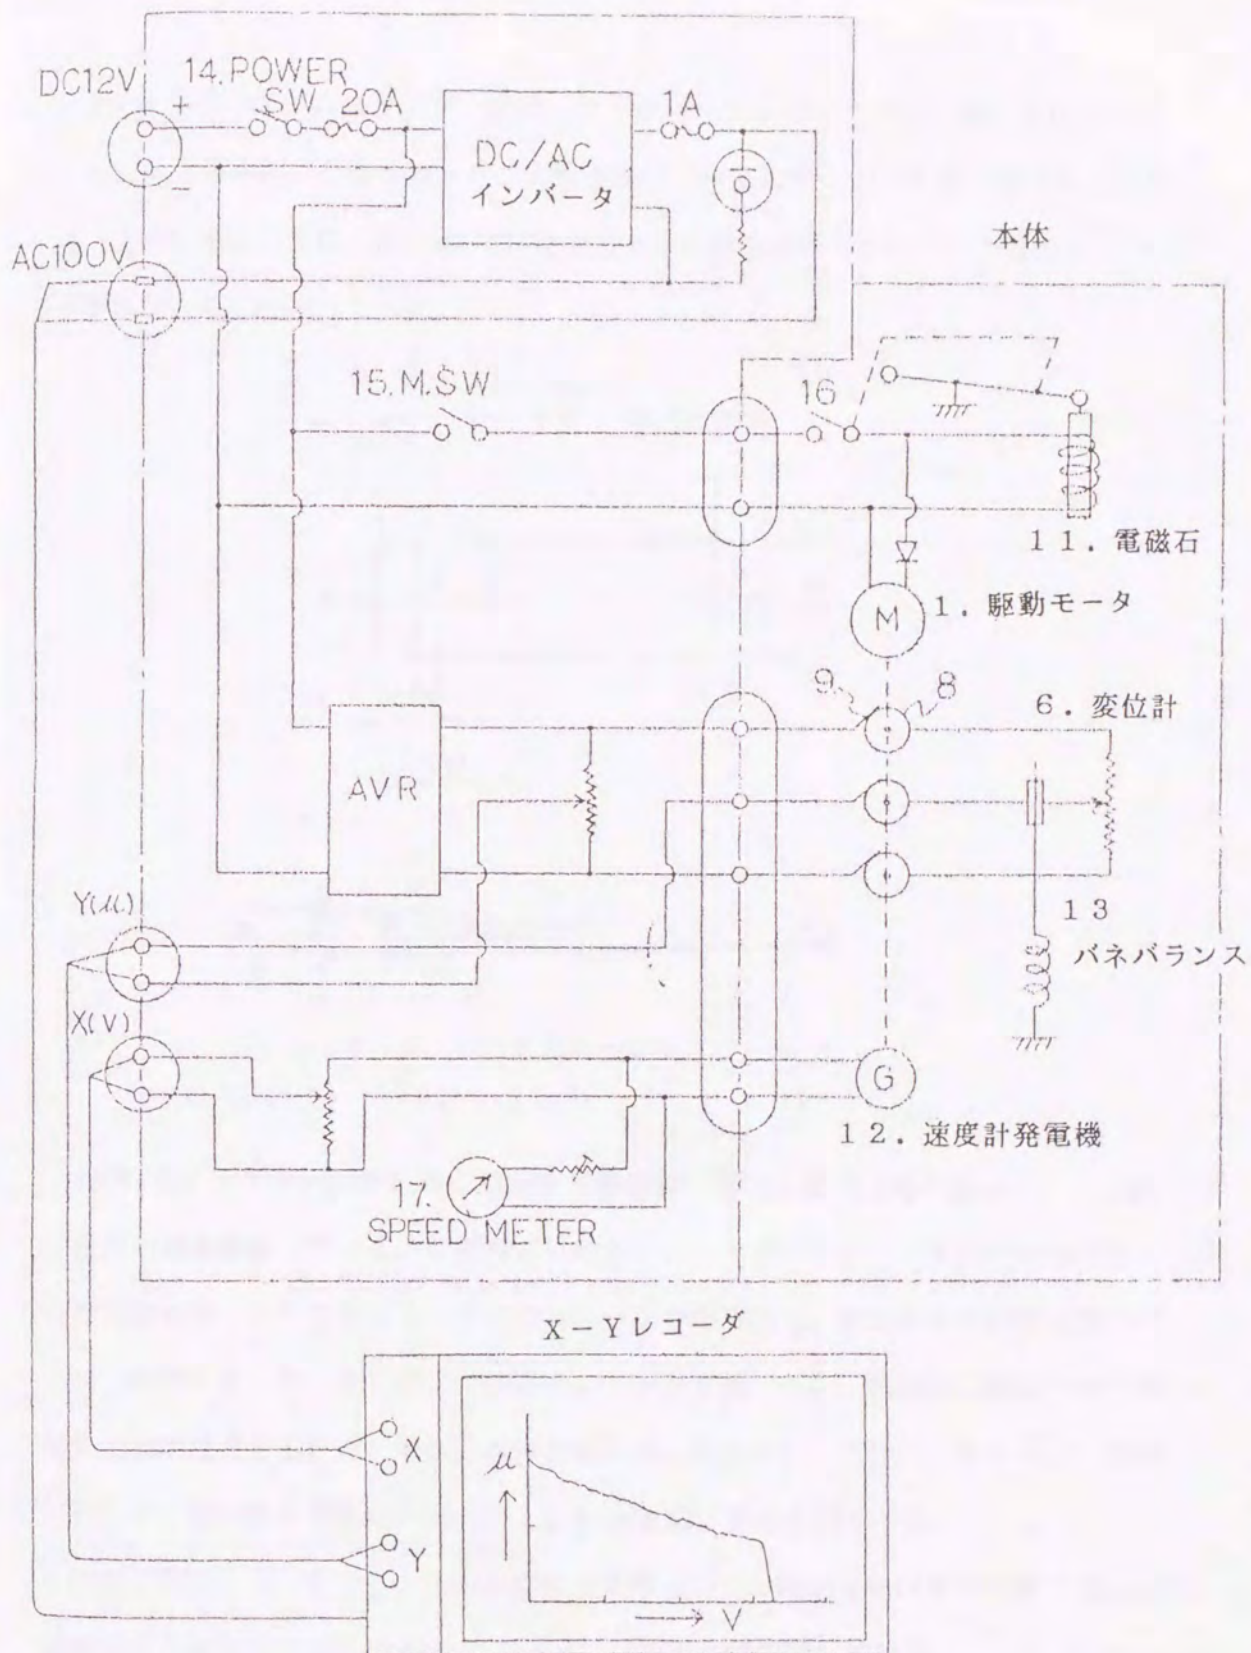 DC12V
14.POWER
SW 20A
1A
+
−
DC/AC
インバータ
AC100V
本体
15.M.SW
16
11.電磁石
1.駆動モータ
M
9
8
6.変位計
AVR
13
バネバランス
Y(μ)
X(V)
G
12.速度計発電機
17.
SPEED METER
X−Yレコーダ
X
Y
μ
V